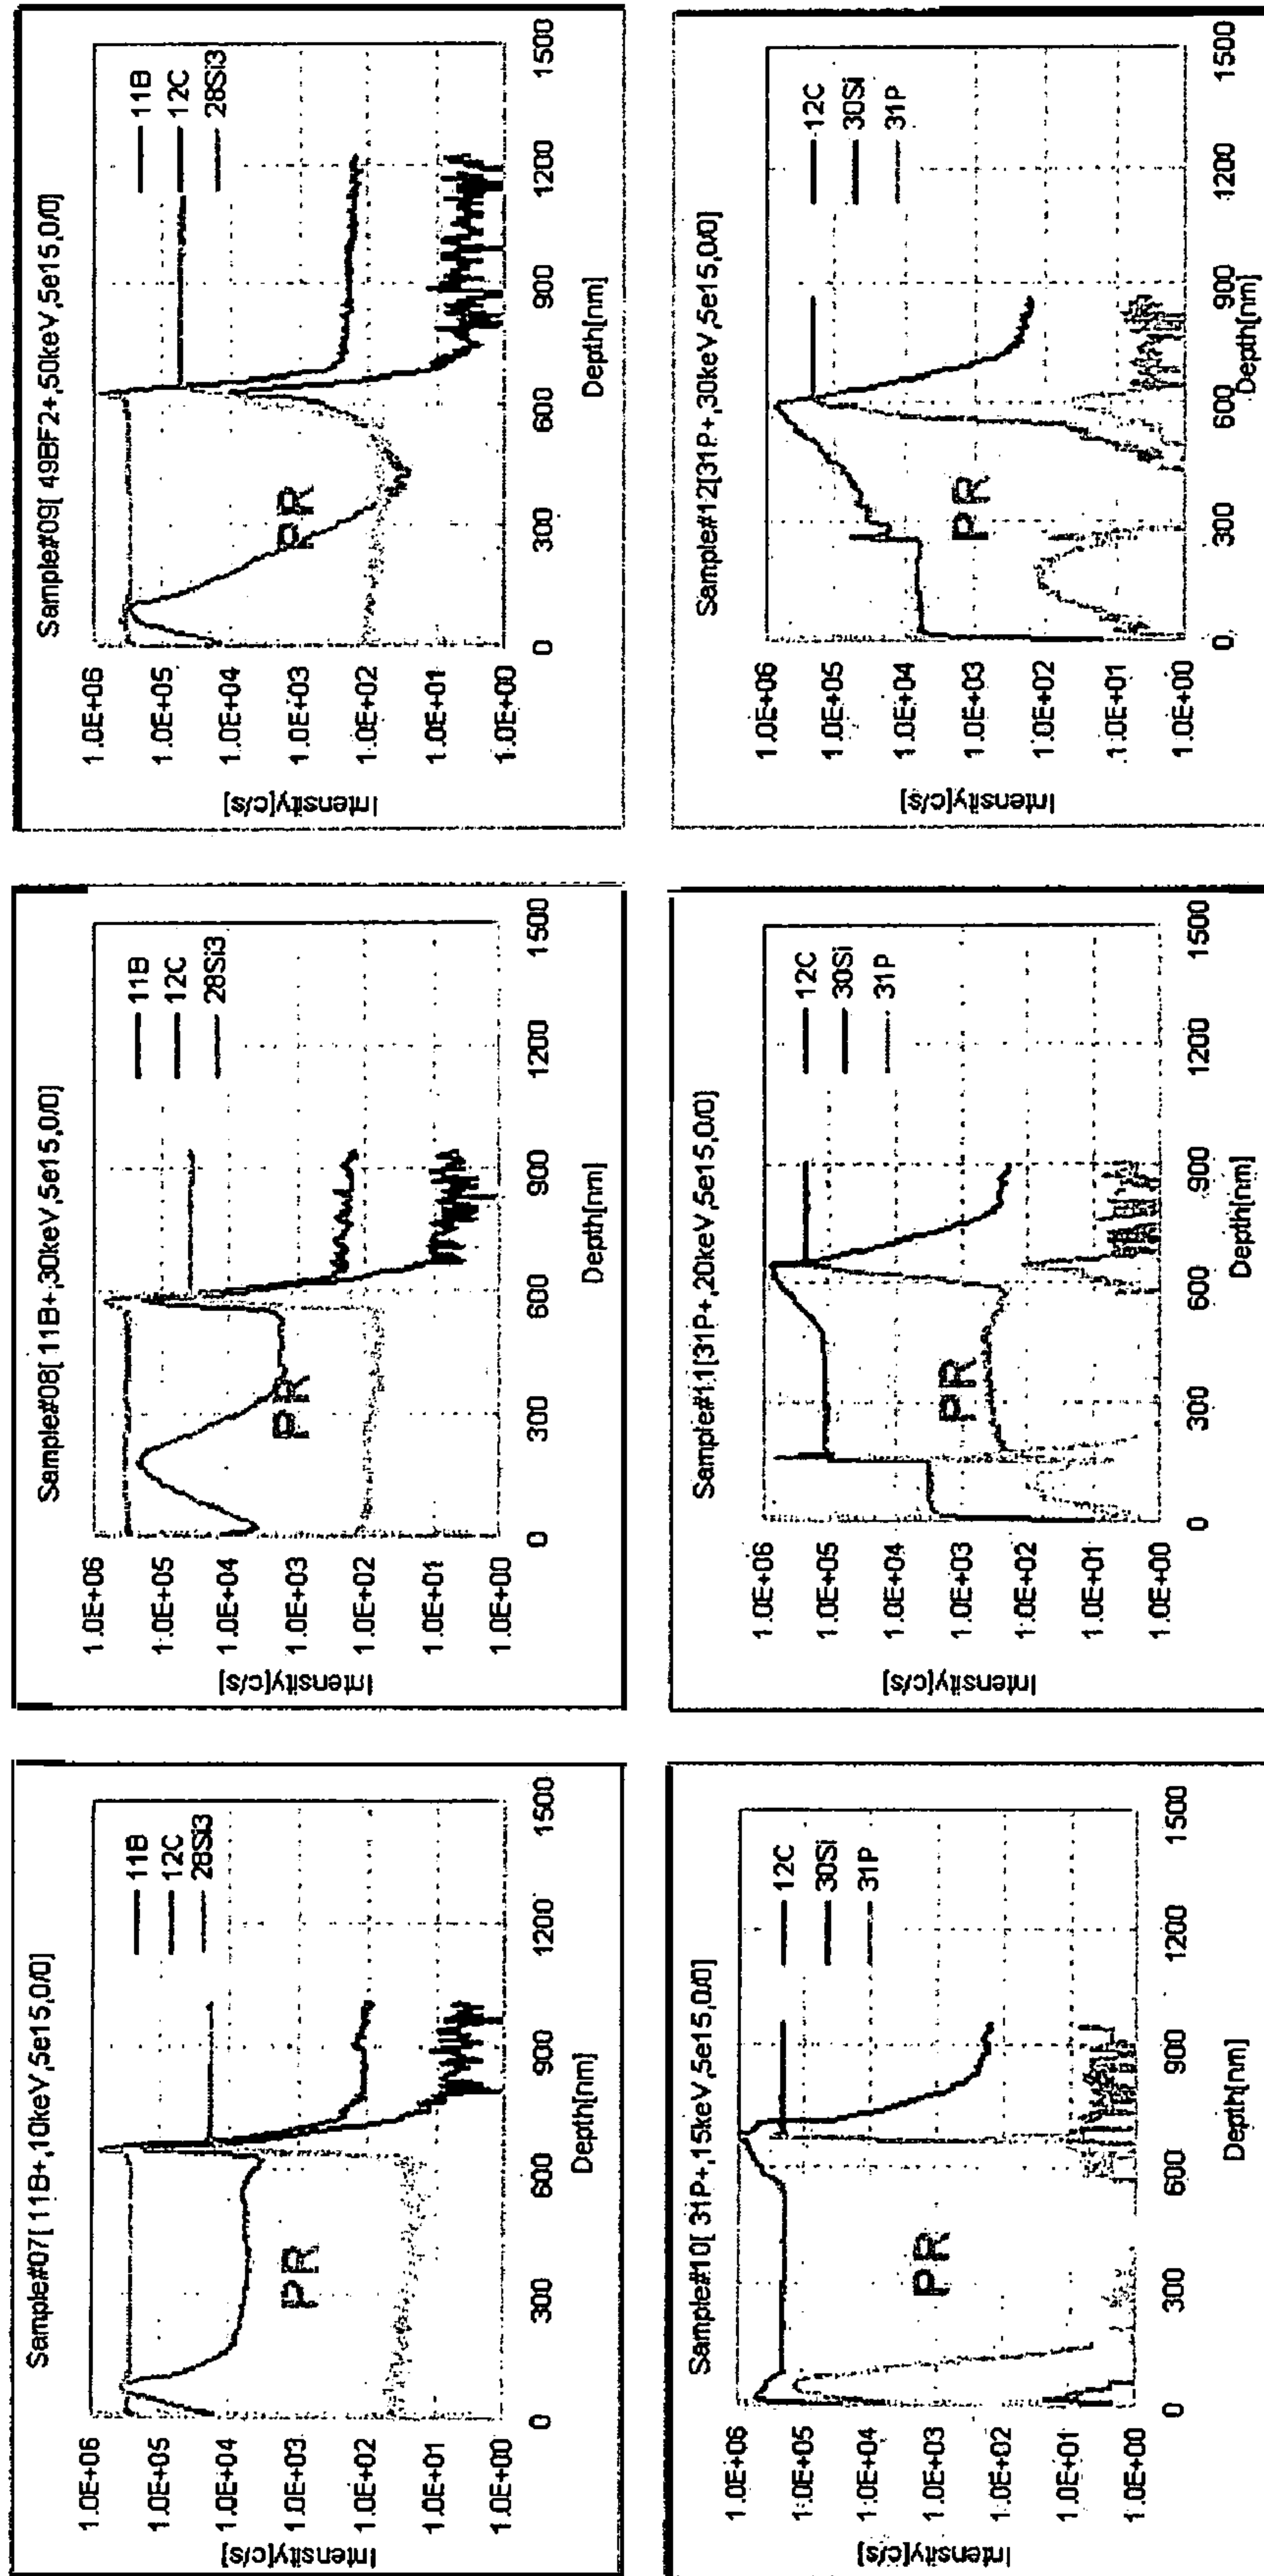 Sample#07[ 11B+,10keV,5e15,0/0]
11B
12C
28Si3
PR
1.0E+06
1.0E+05
1.0E+04
1.0E+03
1.0E+02
1.0E+01
1.0E+00
Intensity[c/s]
0
300
600
900
1200
1500
Depth[nm]
Sample#08[ 11B+,30keV,5e15,0/0]
11B
12C
28Si3
PR
1.0E+06
1.0E+05
1.0E+04
1.0E+03
1.0E+02
1.0E+01
1.0E+00
Intensity[c/s]
0
300
600
900
1200
1500
Depth[nm]
Sample#09[ 49BF2+,50keV,5e15,0/0]
11B
12C
28Si3
PR
1.0E+06
1.0E+05
1.0E+04
1.0E+03
1.0E+02
1.0E+01
1.0E+00
Intensity[c/s]
0
300
600
900
1200
1500
Depth[nm]
Sample#10[ 31P+,15keV,5e15,0/0]
12C
30Si
31P
PR
1.0E+06
1.0E+05
1.0E+04
1.0E+03
1.0E+02
1.0E+01
1.0E+00
Intensity[c/s]
0
300
600
900
1200
1500
Depth[nm]
Sample#11[31P+,20keV,5e15,0/0]
12C
30Si
31P
PR
1.0E+06
1.0E+05
1.0E+04
1.0E+03
1.0E+02
1.0E+01
1.0E+00
Intensity[c/s]
0
300
600
900
1200
1500
Depth[nm]
Sample#12[31P+,30keV,5e15,0/0]
12C
30Si
31P
PR
1.0E+06
1.0E+05
1.0E+04
1.0E+03
1.0E+02
1.0E+01
1.0E+00
Intensity[c/s]
0
300
600
900
1200
1500
Depth[nm]